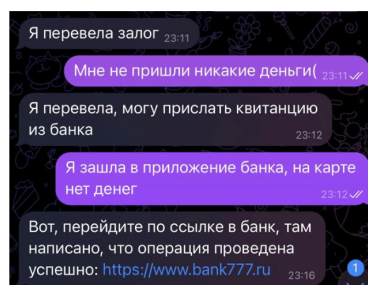 Я перевела залог 23:11
Мне не пришли никакие деньги( 23:11
Я перевела, могу прислать квитанцию
из банка 23:12
Я зашла в приложение банка, на карте
нет денег 23:12
Вот, перейдите по ссылке в банк, там
написано, что операция проведена
успешно: https://www.bank777.ru 23:16
1